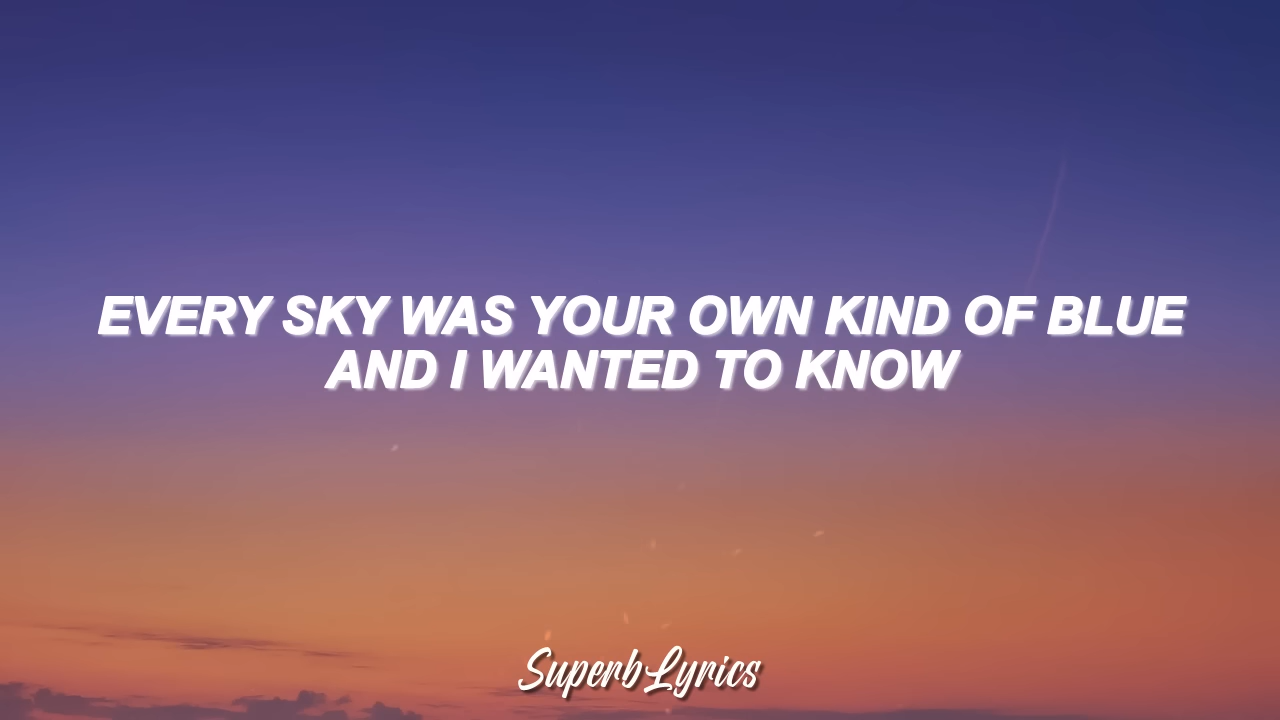 EVERY SKY WAS YOUR OWN KIND OF BLUE
AND I WANTED TO KNOW
SuperbLyrics